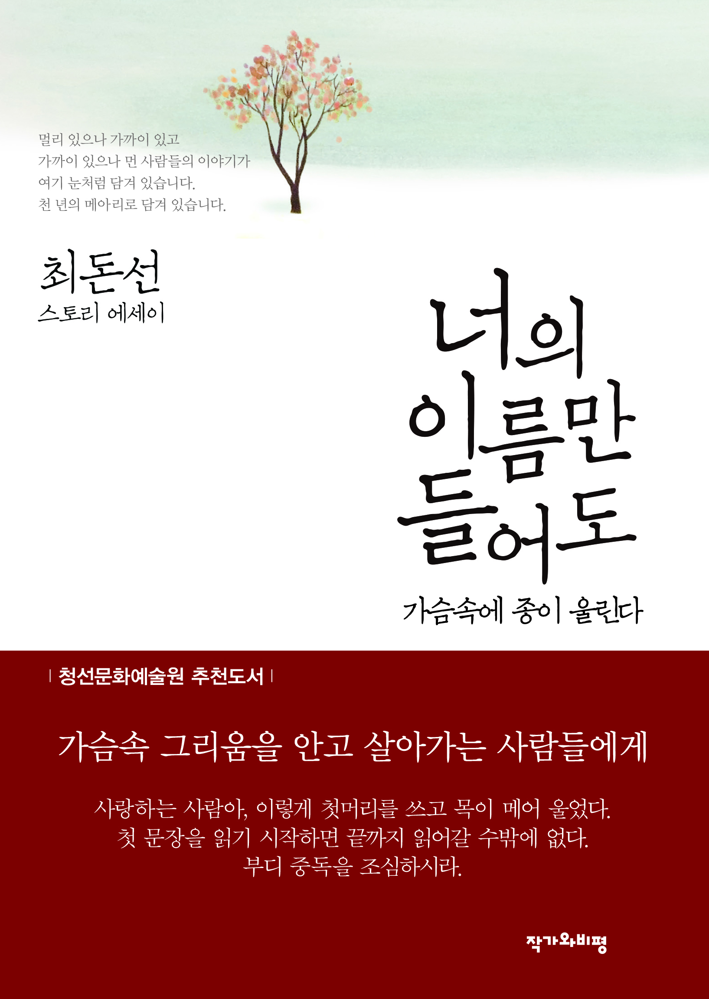 멀리 있으나 가까이 있고
가까이 있으나 먼 사람들의 이야기가
여기 눈처럼 담겨 있습니다.
천 년의 메아리로 담겨 있습니다.
최돈선
스토리 에세이
너의
이름만
들어도
가슴속에 종이 울린다
| 청선문화예술원 추천도서 |
가슴속 그리움을 안고 살아가는 사람들에게
사랑하는 사람아, 이렇게 첫머리를 쓰고 목이 메어 울었다.
첫 문장을 읽기 시작하면 끝까지 읽어갈 수밖에 없다.
부디 중독을 조심하시라.
작가와비평